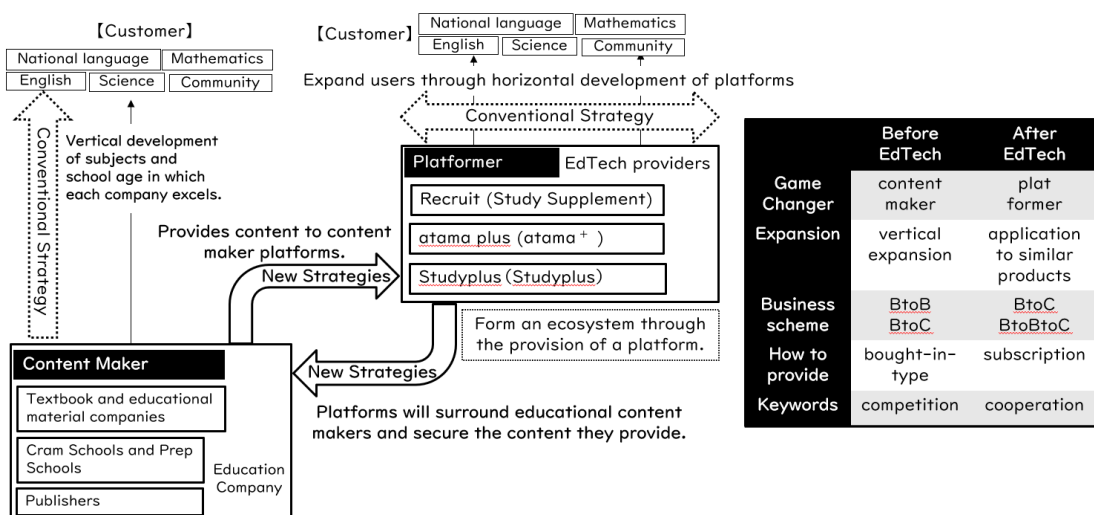 【Customer】
National language
Mathematics
English
Science
Community
Conventional Strategy
Vertical development
of subjects and
school age in which
each company excels.
【Customer】
National language
Mathematics
English
Science
Community
Expand users through horizontal development of platforms
Conventional Strategy
Platformer
EdTech providers
Recruit (Study Supplement)
atama plus (atama⁺ )
Studyplus (Studyplus)
Provides content to content
maker platforms.
New Strategies
Form an ecosystem through
the provision of a platform.
New Strategies
Platforms will surround educational content
makers and secure the content they provide.
Content Maker
Textbook and educational
material companies
Cram Schools and Prep
Schools
Publishers
Education
Company
Before
EdTech
After
EdTech
Game
Changer
content
maker
plat
former
Expansion
vertical
expansion
application
to similar
products
Business
scheme
BtoB
BtoC
BtoC
BtoBtoC
How to
provide
bought-in-
type
subscription
Keywords
competition
cooperation